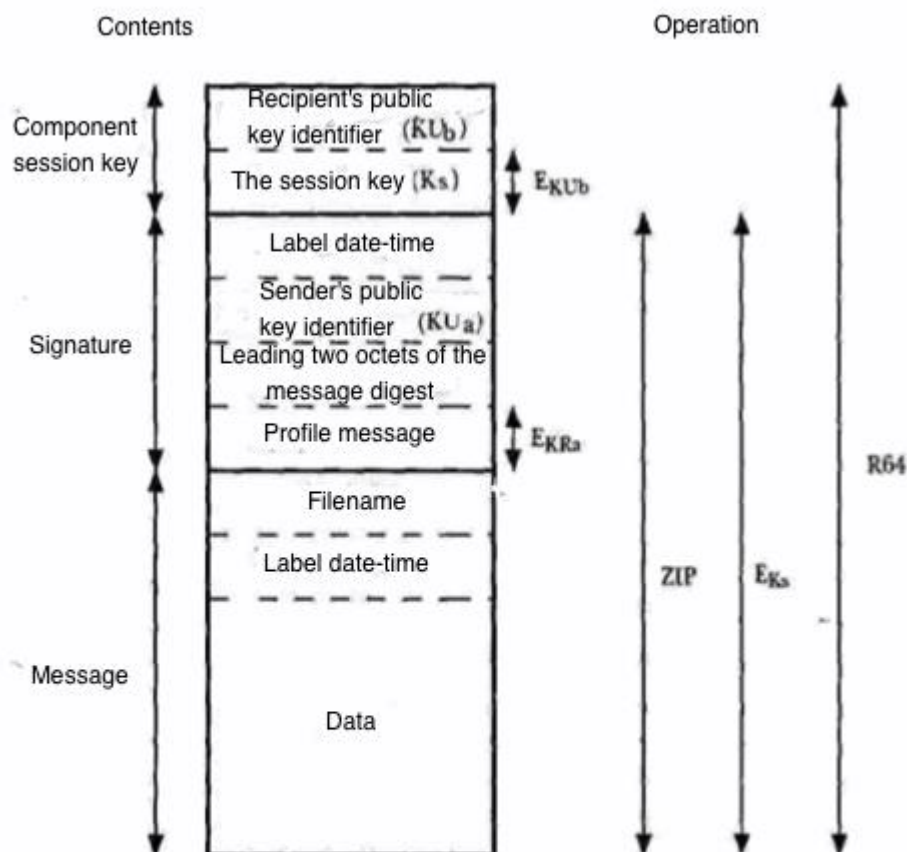 Contents
Operation
Component
session key
Recipient's public
key identifier (KUb)
The session key (Ks)
EKUb
Signature
Label date-time
Sender's public
key identifier (KUa)
Leading two octets of the
message digest
Profile message
EKRa
R64
Message
Filename
Label date-time
ZIP
EKs
Data